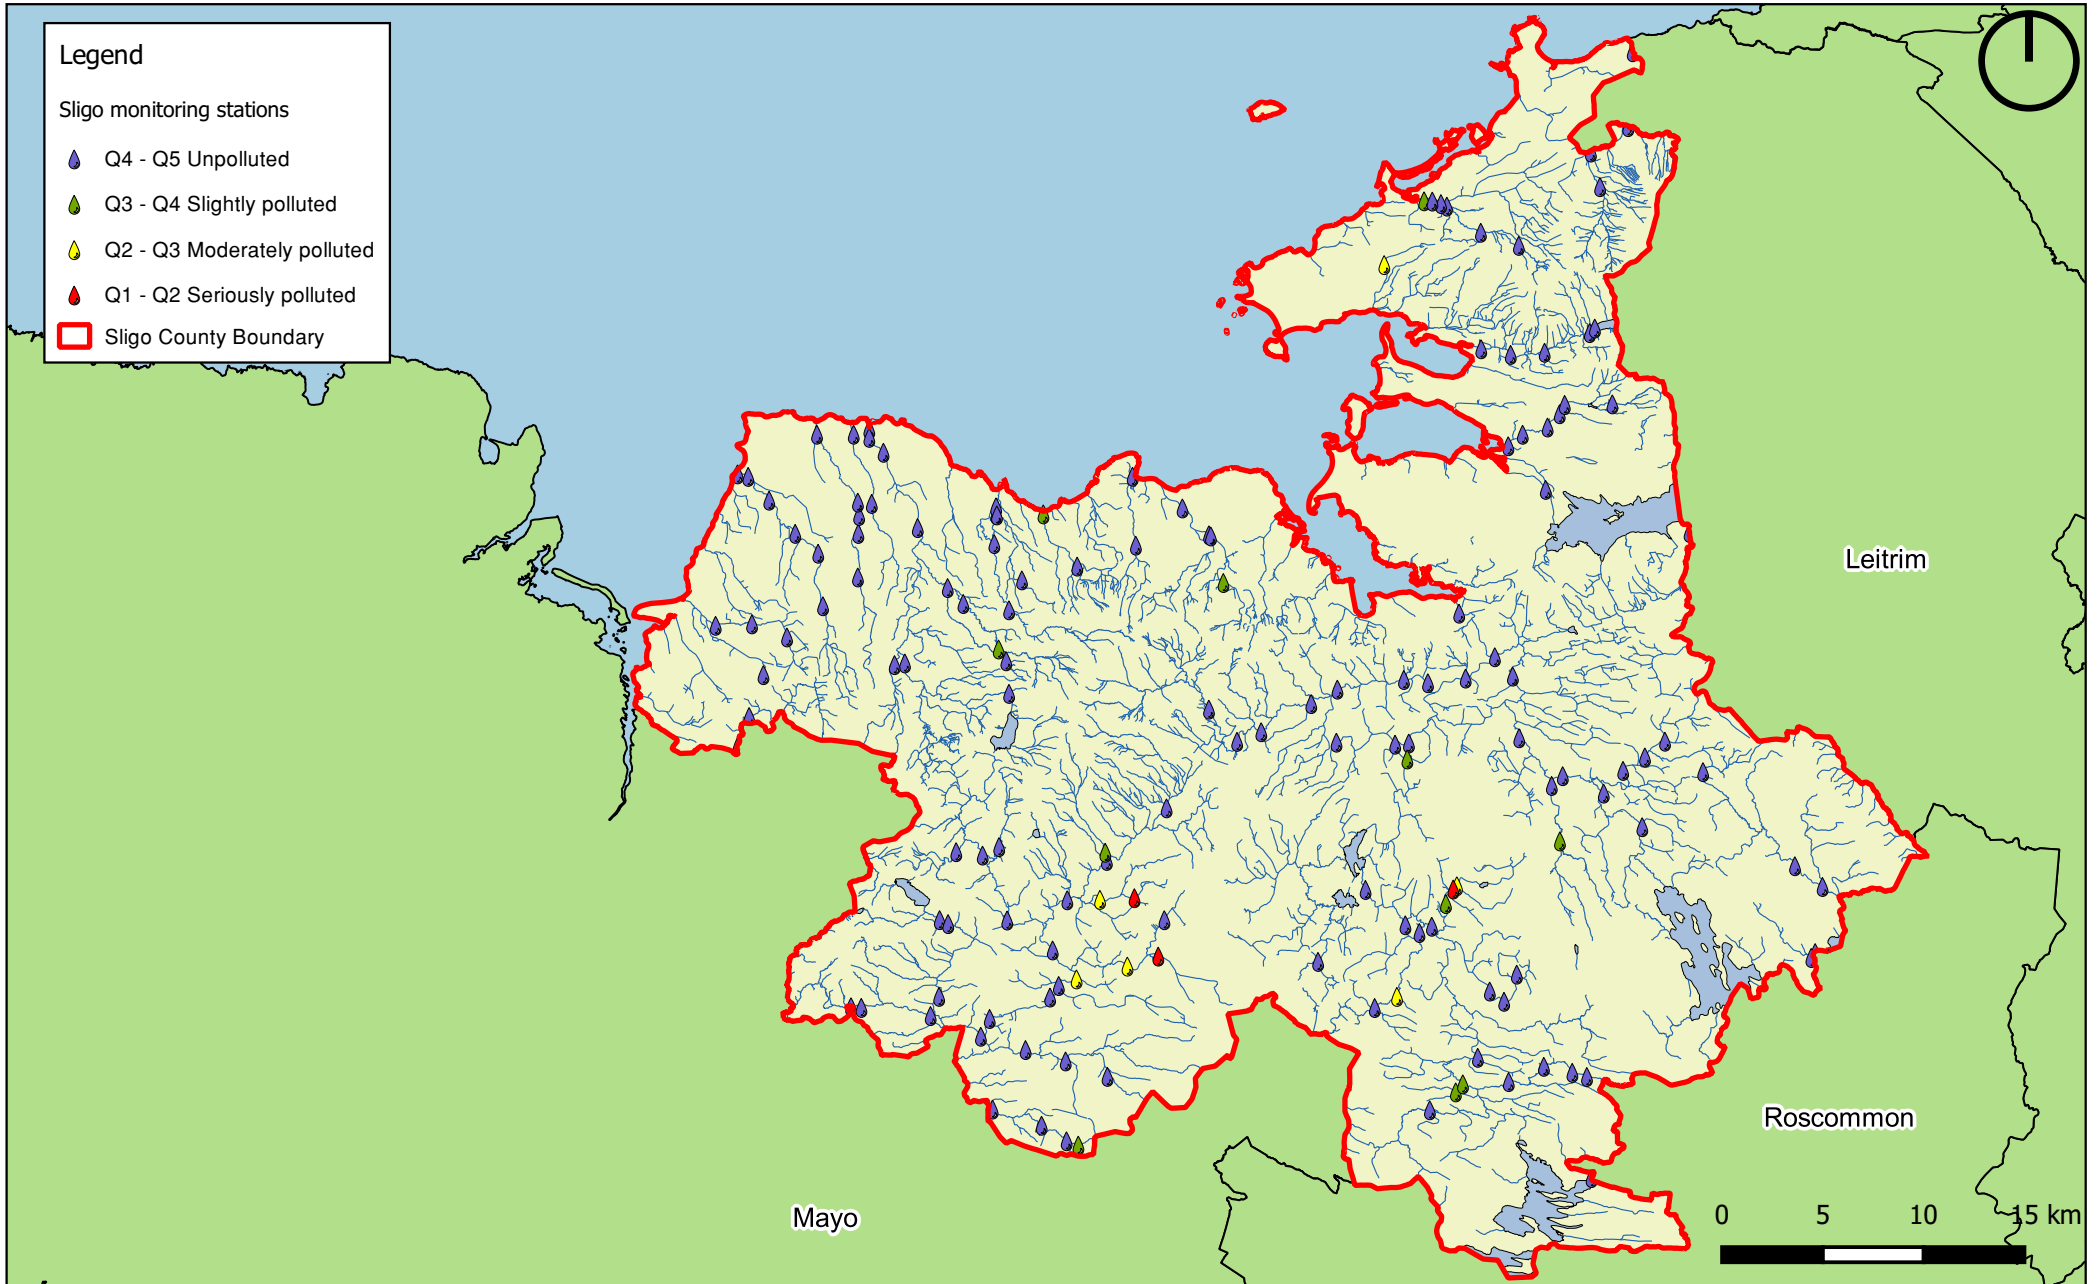 Legend
Sligo monitoring stations
Q4 - Q5 Unpolluted
Q3 - Q4 Slightly polluted
Q2 - Q3 Moderately polluted
Q1 - Q2 Seriously polluted
Sligo County Boundary
Leitrim
Roscommon
Mayo
0 5 10 15 km